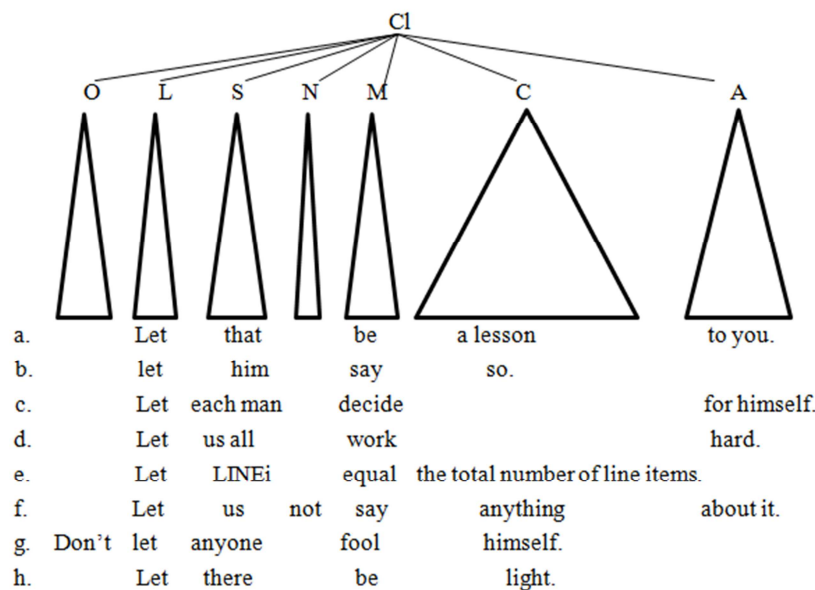 Cl
O L S N M C A
a. Let that be a lesson to you.
b. let him say so.
c. Let each man decide for himself.
d. Let us all work hard.
e. Let LINEi equal the total number of line items.
f. Let us not say anything about it.
g. Don't let anyone fool himself.
h. Let there be light.